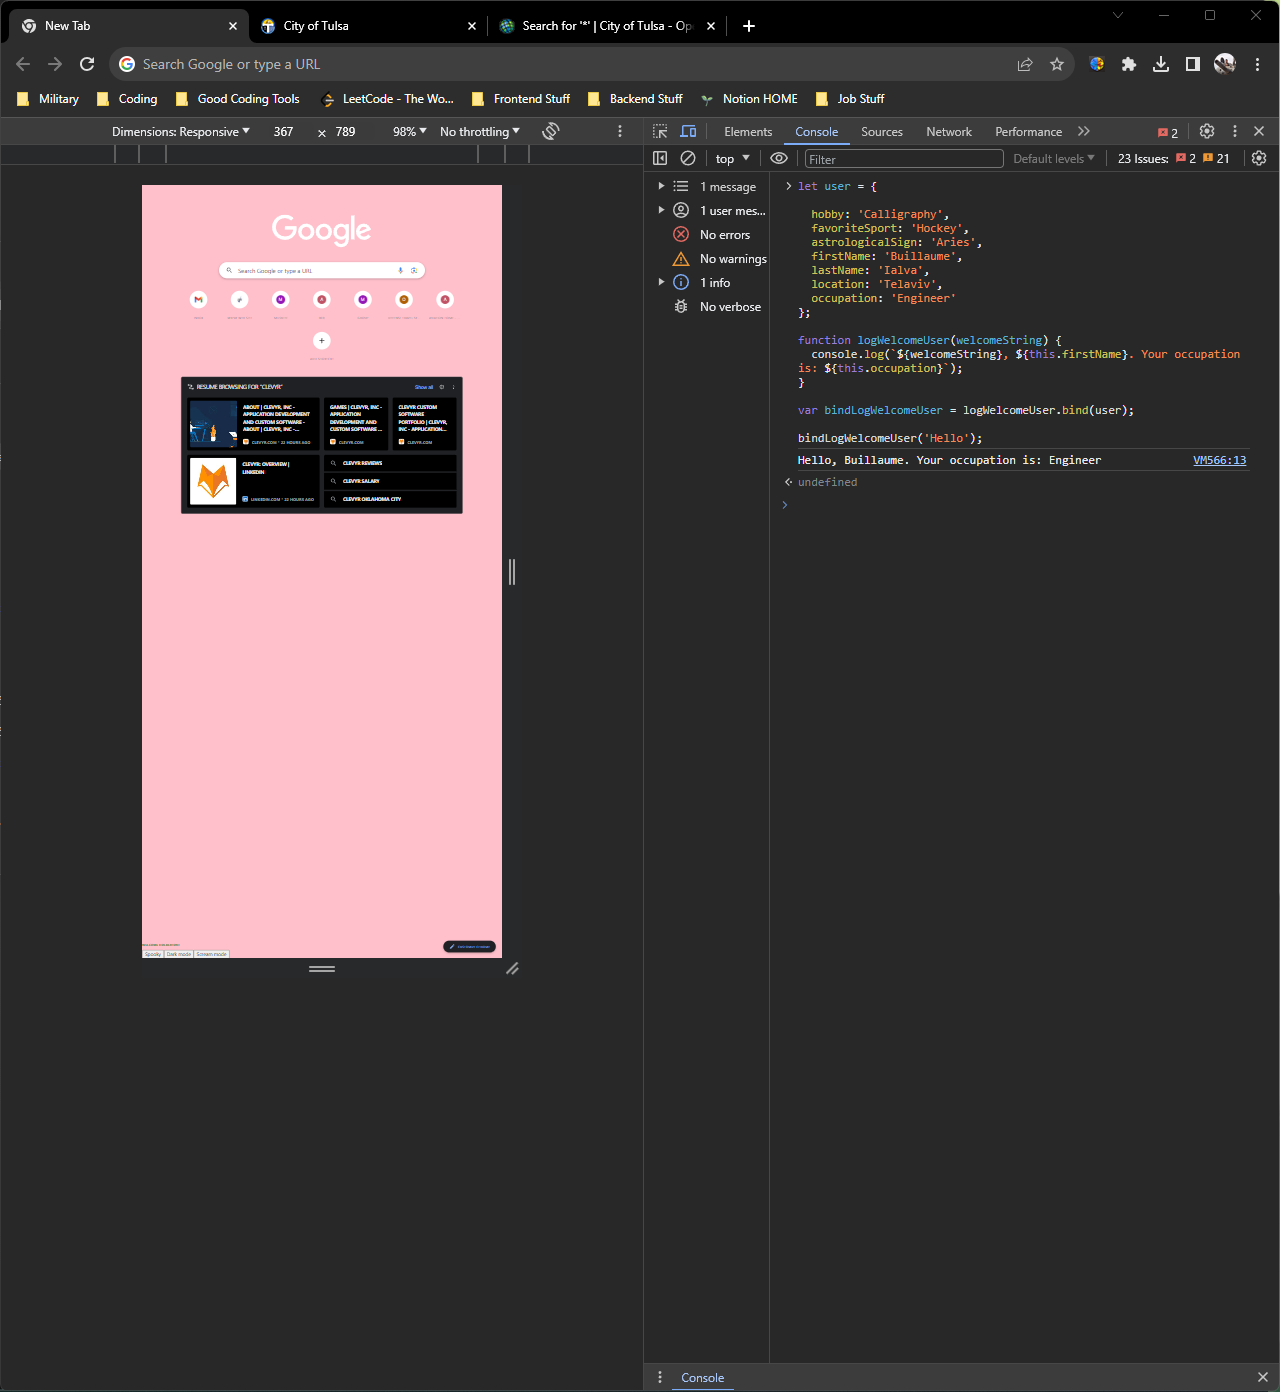 New Tab
City of Tulsa
Search for '*' | City of Tulsa - Ope
Search Google or type a URL
Military
Coding
Good Coding Tools
LeetCode - The Wo...
Frontend Stuff
Backend Stuff
Notion HOME
Job Stuff
Dimensions: Responsive
367 × 789
98%
No throttling
Elements
Console
Sources
Network
Performance
2
top
Filter
Default levels
23 Issues: 2 21
1 message
1 user mes...
No errors
No warnings
1 info
No verbose
Google
Search Google or type a URL
RESUME BROWSING FOR "CLEVYR"
Show all
ABOUT | CLEVYR, INC -
APPLICATION DEVELOPMENT
AND CUSTOM SOFTWARE -
ABOUT | CLEVYR, INC -...
CLEVYR.COM • 22 HOURS AGO
GAMES | CLEVYR, INC -
APPLICATION
DEVELOPMENT AND
CUSTOM SOFTWARE ...
CLEVYR.COM
CLEVYR CUSTOM
SOFTWARE
PORTFOLIO | CLEVYR,
INC - APPLICATION...
CLEVYR.COM
CLEVYR: OVERVIEW |
LINKEDIN
LINKEDIN.COM • 22 HOURS AGO
CLEVYR REVIEWS
CLEVYR SALARY
CLEVYR OKLAHOMA CITY
Spooky
Dark mode
Scream mode
let user = {
hobby: 'Calligraphy',
favoriteSport: 'Hockey',
astrologicalSign: 'Aries',
firstName: 'Buillaume',
lastName: 'Ialva',
location: 'Telaviv',
occupation: 'Engineer'
};
function logWelcomeUser(welcomeString) {
console.log(`${welcomeString}, ${this.firstName}. Your occupation
is: ${this.occupation}`);
}
var bindLogWelcomeUser = logWelcomeUser.bind(user);
bindLogWelcomeUser('Hello');
Hello, Buillaume. Your occupation is: Engineer
VM566:13
undefined
Console